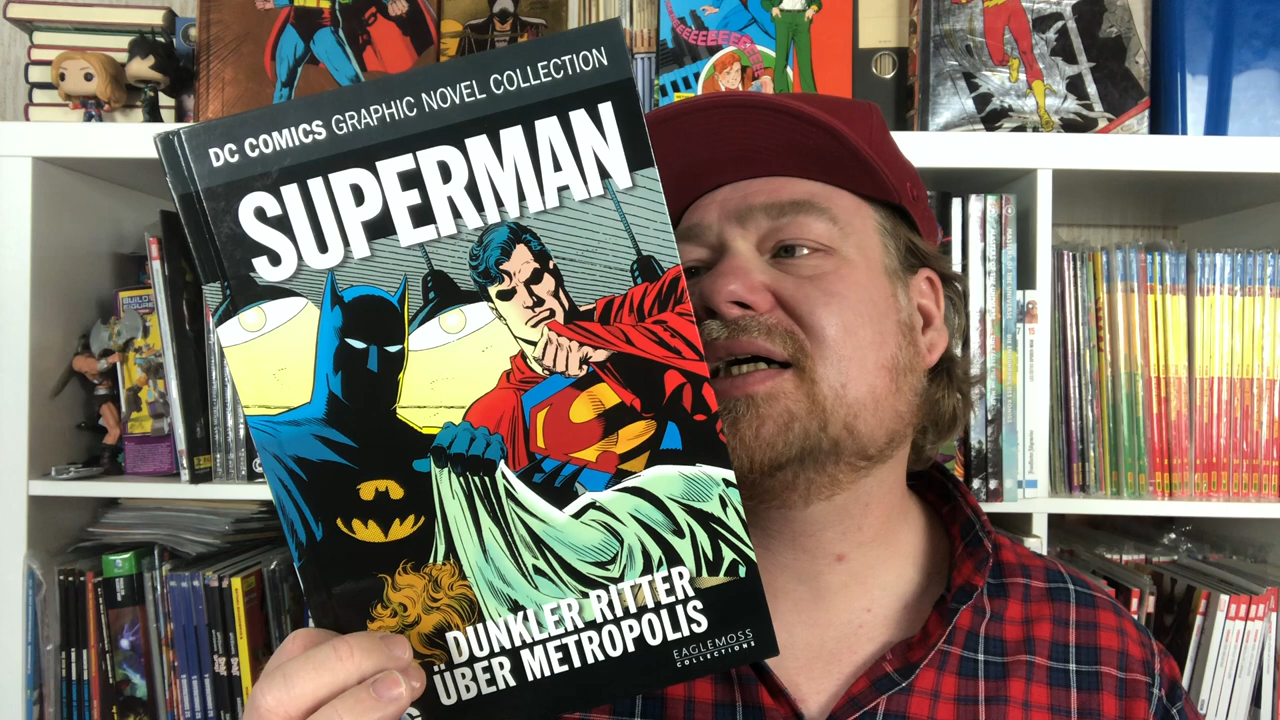 DC COMICS GRAPHIC NOVEL COLLECTION
SUPERMAN
DUNKLER RITTER
ÜBER METROPOLIS
EAGLEMOSS
COLLECTIONS